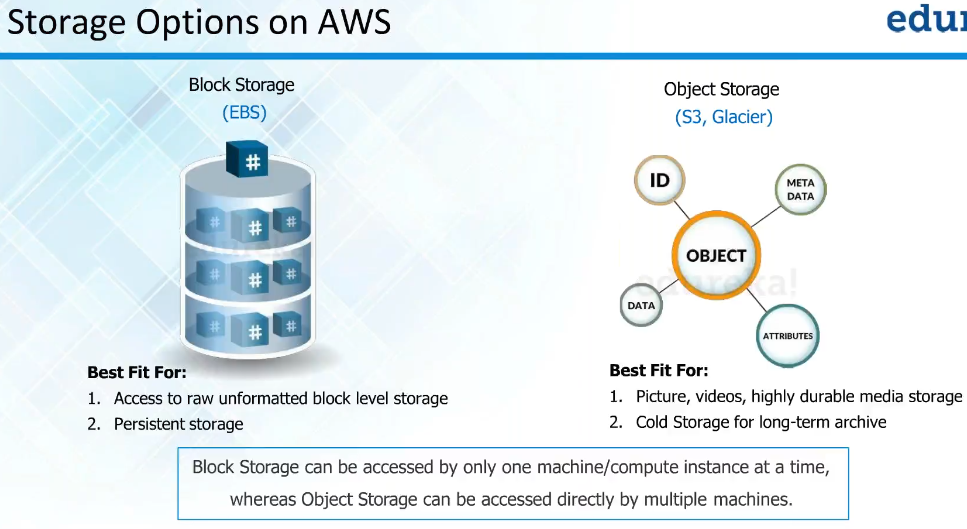 Storage Options on AWS
edur
Block Storage
(EBS)
#
#
#
#
#
#
#
#
#
#
Best Fit For:
1. Access to raw unformatted block level storage
2. Persistent storage
Object Storage
(S3, Glacier)
ID
META
DATA
OBJECT
edureka!
DATA
ATTRIBUTES
Best Fit For:
1. Picture, videos, highly durable media storage
2. Cold Storage for long-term archive
Block Storage can be accessed by only one machine/compute instance at a time,
whereas Object Storage can be accessed directly by multiple machines.